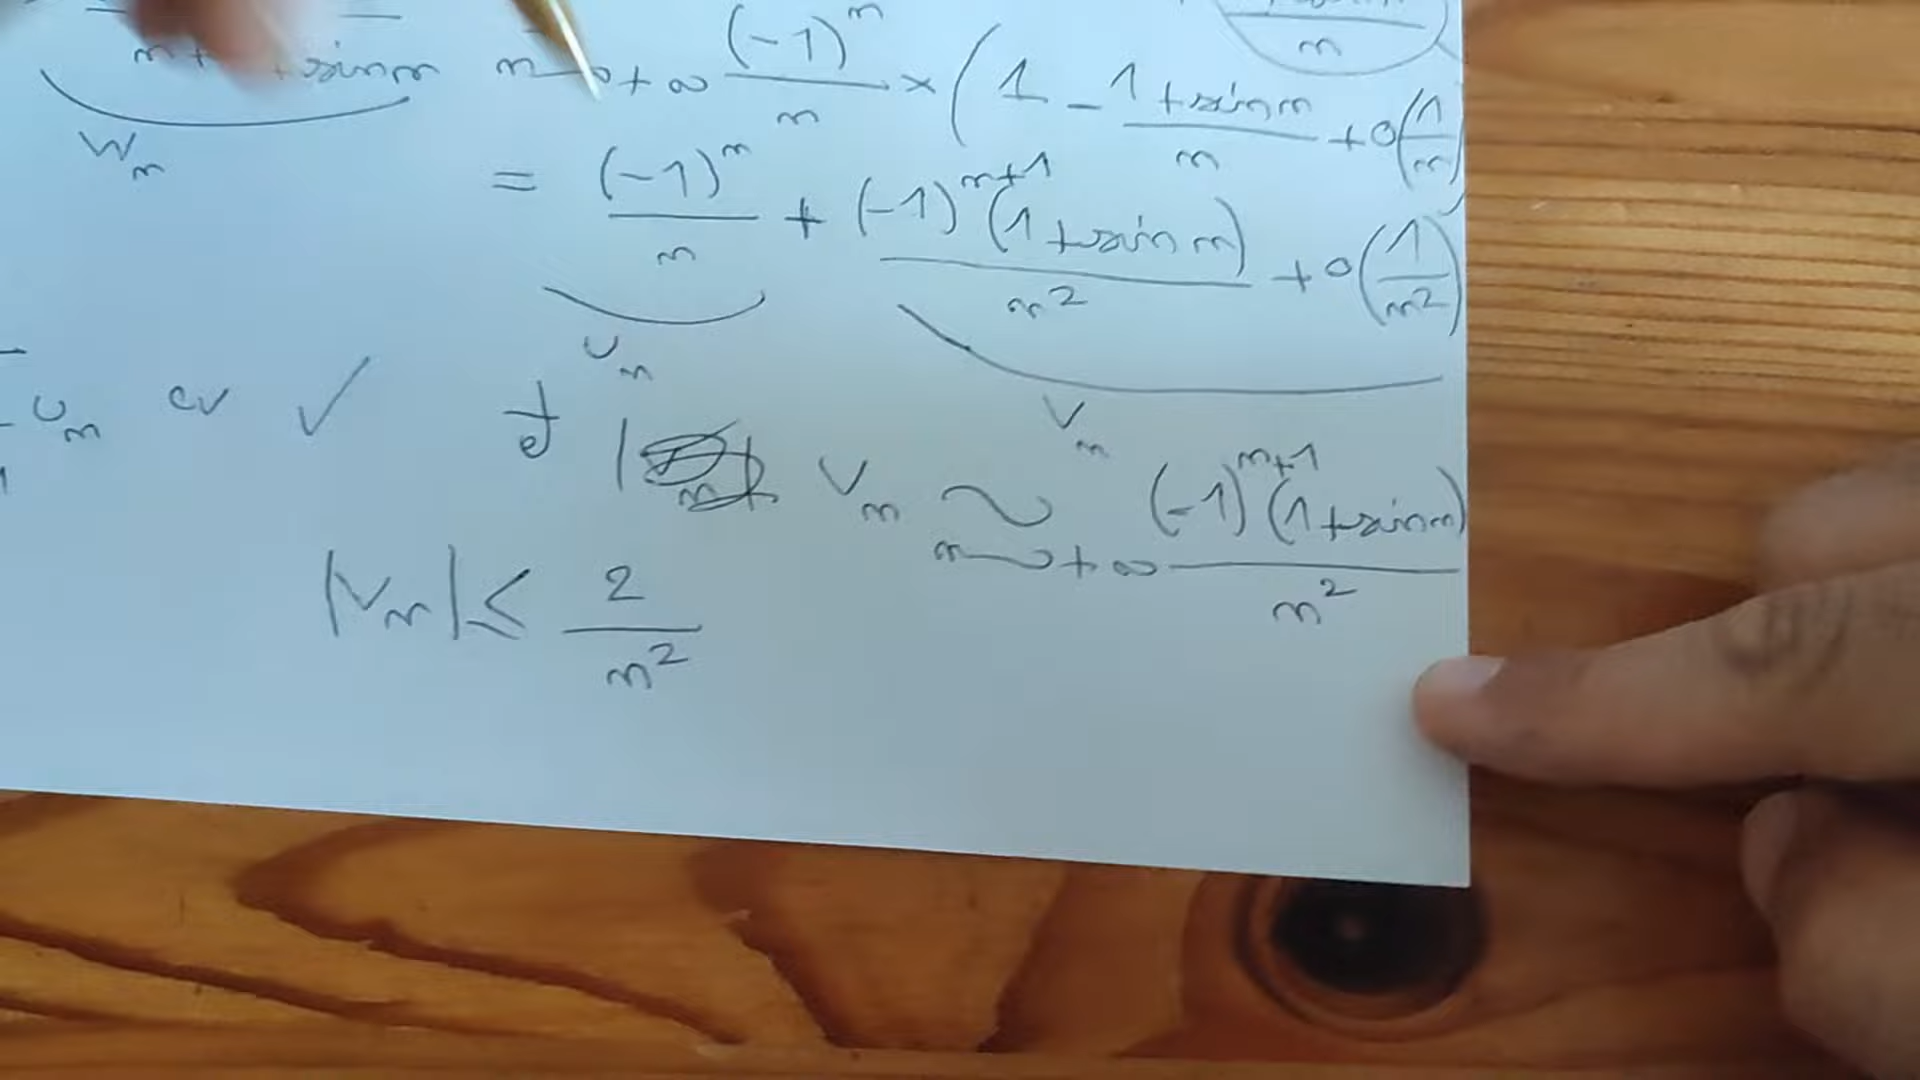 + sin n n→+∞ (-1)^n/n × (1 - (1 + sin n)/n + o(1/n)
W_n
= (-1)^n/n + (-1)^{n+1}(1 + sin n)/n² + o(1/n²)
U_n V_n
U_n cv ✓ et V_n ~ n→+∞ (-1)^{n+1}(1 + sin n)/n²
|V_n| ≤ 2/n²